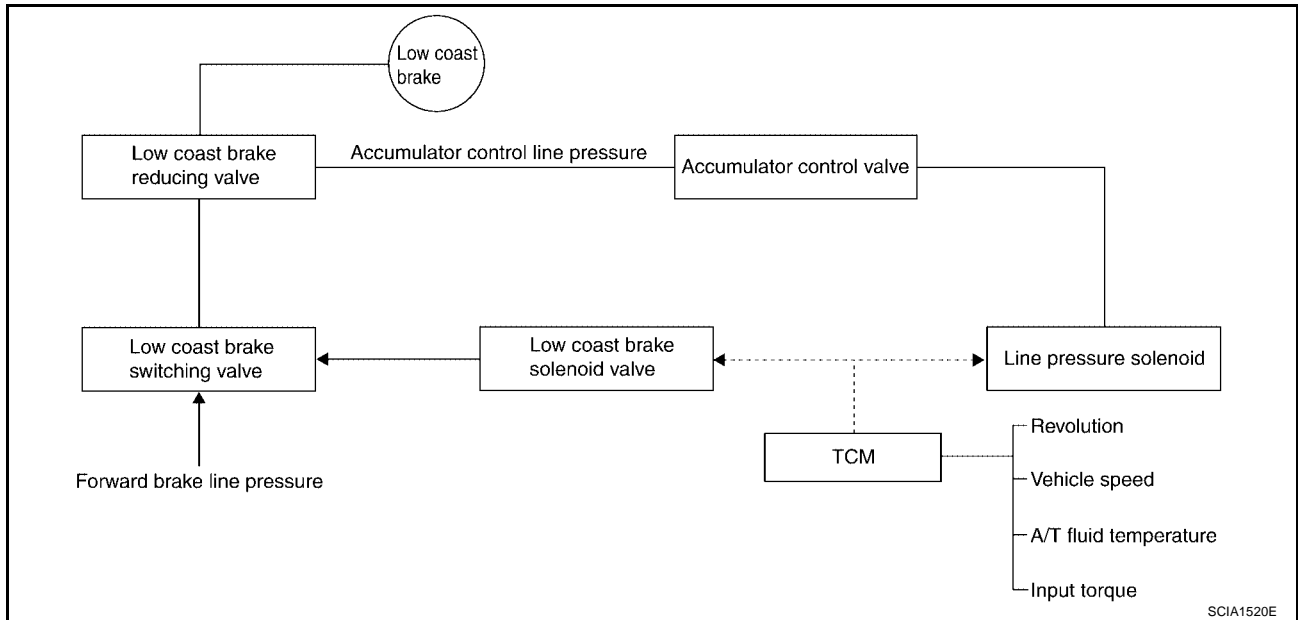 Low coast
brake
Low coast brake
reducing valve
Accumulator control line pressure
Accumulator control valve
Low coast brake
switching valve
Low coast brake
solenoid valve
Line pressure solenoid
TCM
Revolution
Vehicle speed
A/T fluid temperature
Input torque
Forward brake line pressure
SCIA1520E